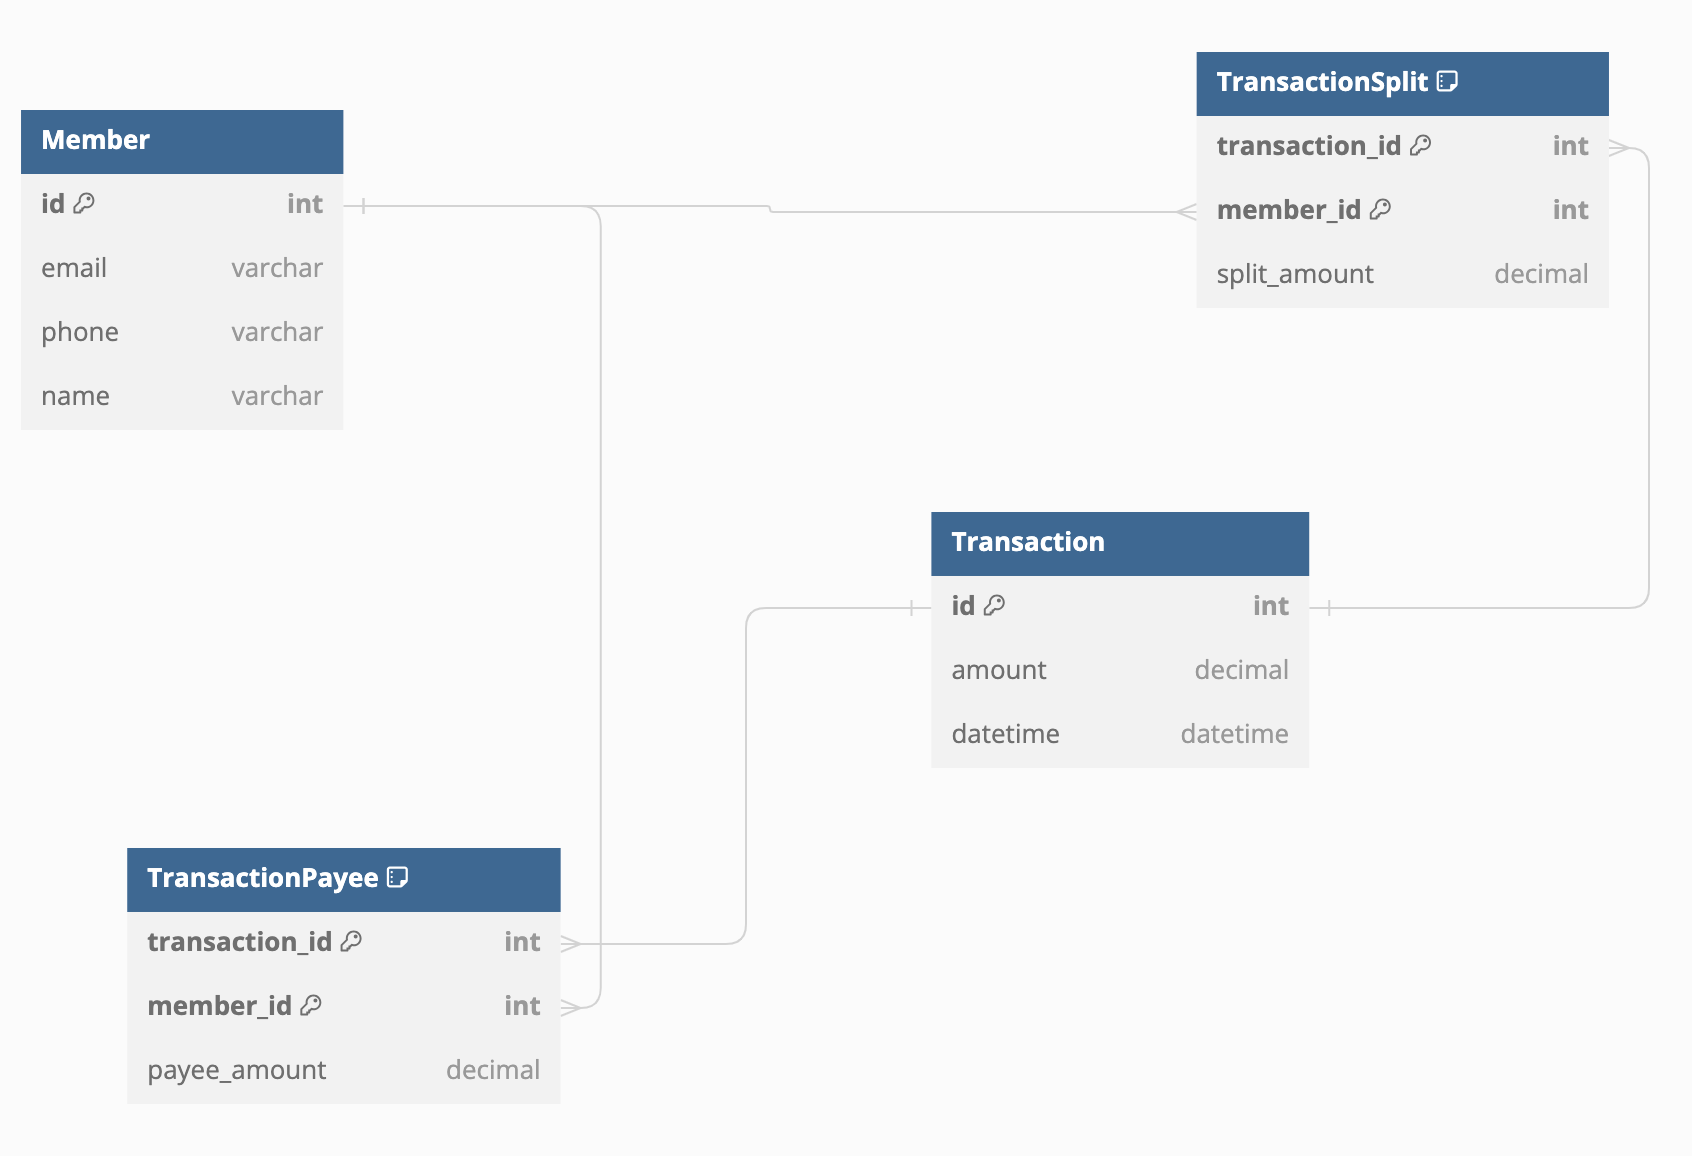 Member
id int
email varchar
phone varchar
name varchar
TransactionSplit
transaction_id int
member_id int
split_amount decimal
Transaction
id int
amount decimal
datetime datetime
TransactionPayee
transaction_id int
member_id int
payee_amount decimal